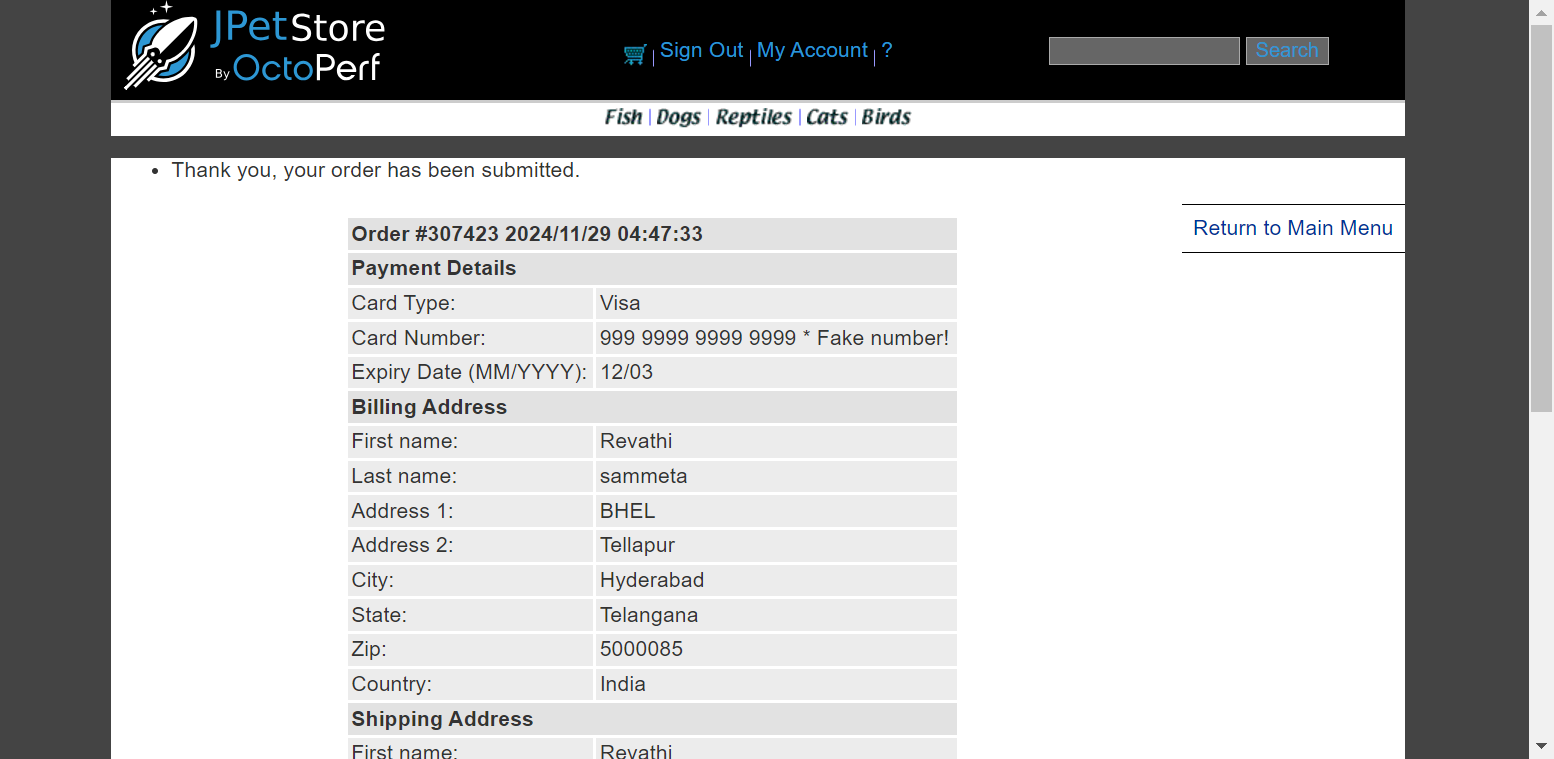 JPetStore
By OctoPerf
Sign Out | My Account | ?
Search
Fish | Dogs | Reptiles | Cats | Birds
• Thank you, your order has been submitted.
Return to Main Menu
Order #307423 2024/11/29 04:47:33
Payment Details
Card Type: Visa
Card Number: 999 9999 9999 9999 * Fake number!
Expiry Date (MM/YYYY): 12/03
Billing Address
First name: Revathi
Last name: sammeta
Address 1: BHEL
Address 2: Tellapur
City: Hyderabad
State: Telangana
Zip: 5000085
Country: India
Shipping Address
First name: Revathi